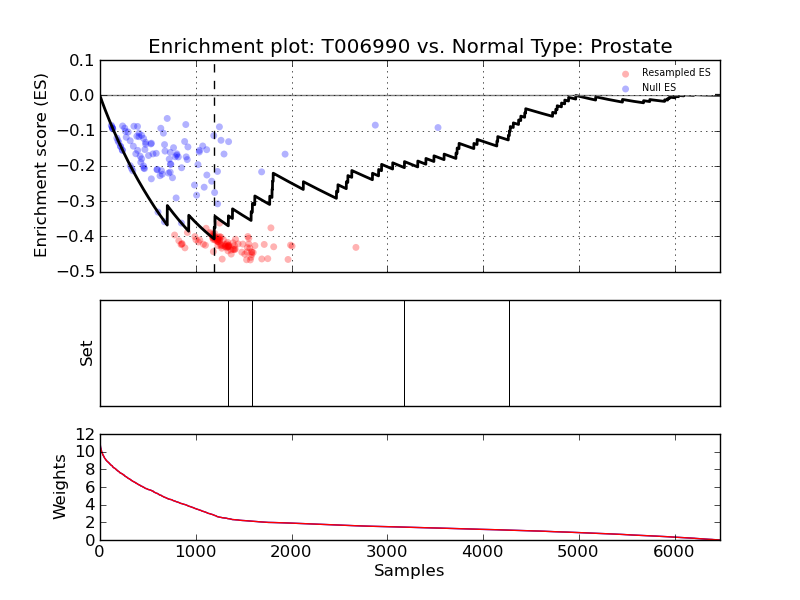 Enrichment plot: T006990 vs. Normal Type: Prostate
Enrichment score (ES)
0.1
0.0
−0.1
−0.2
−0.3
−0.4
−0.5
Resampled ES
Null ES
Set
Weights
12
10
8
6
4
2
0
0 1000 2000 3000 4000 5000 6000
Samples